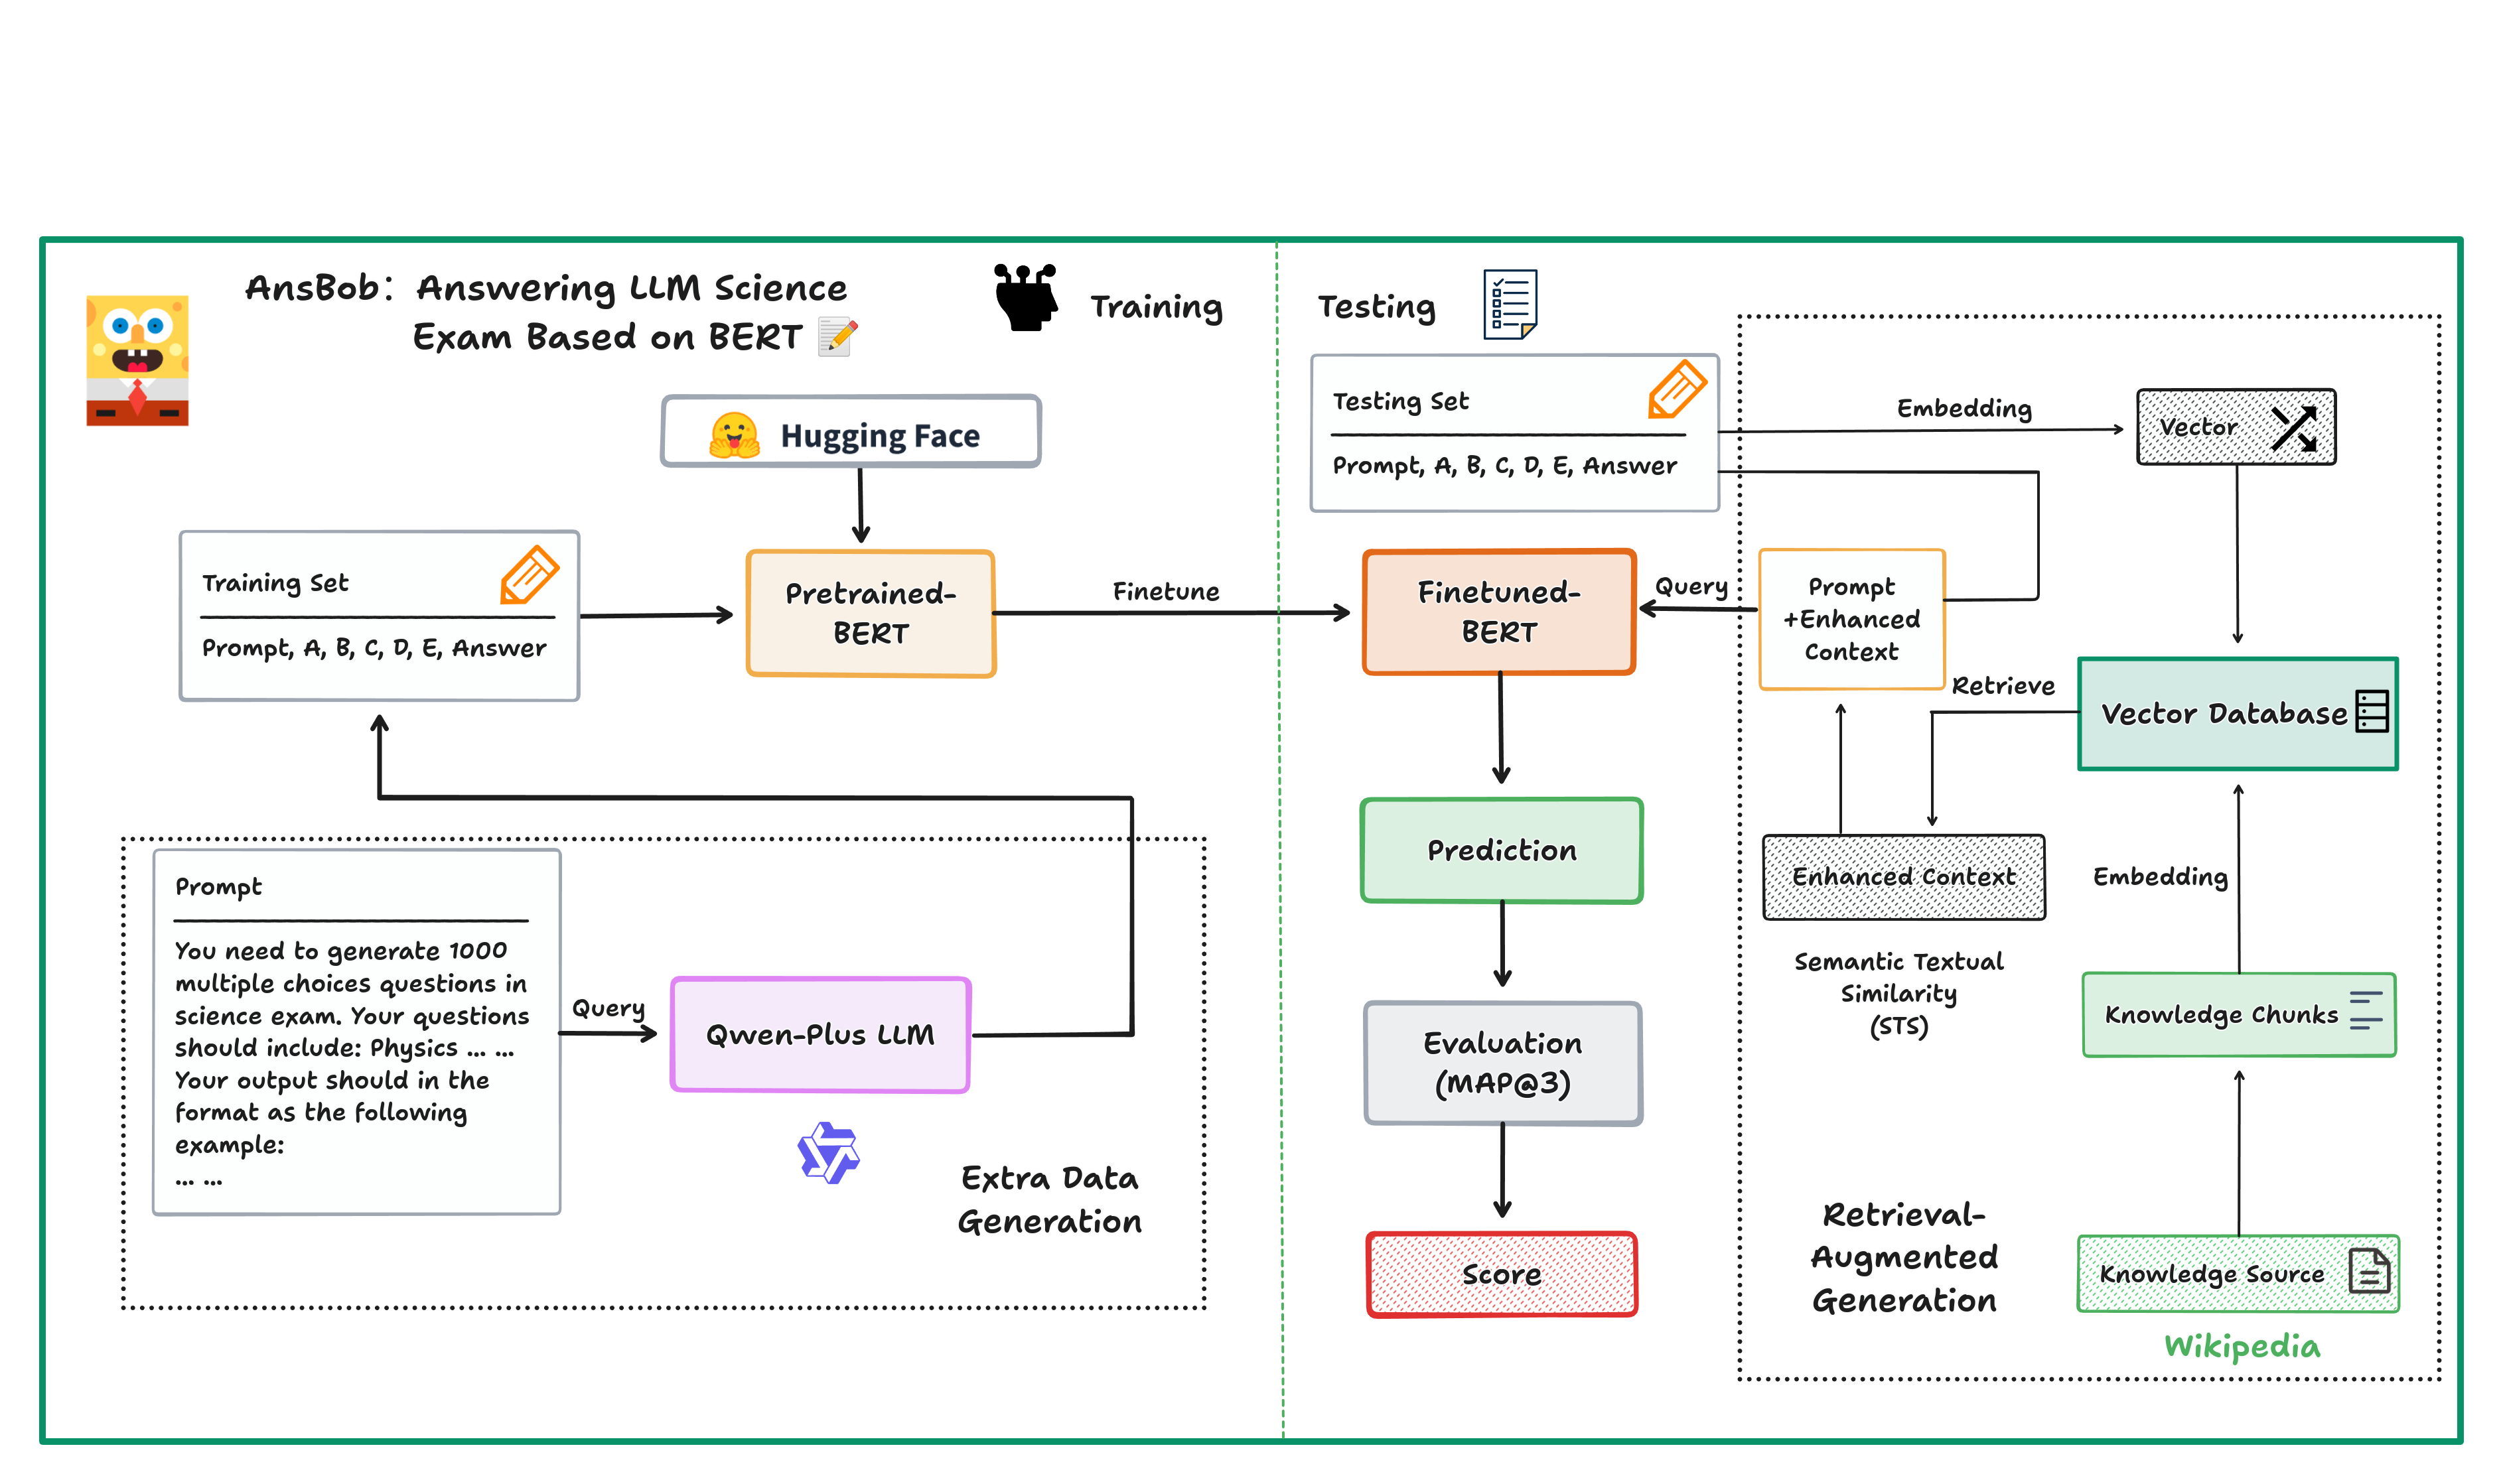 AnsBob: Answering LLM Science
Exam Based on BERT
Training
Hugging Face
Training Set
Prompt, A, B, C, D, E, Answer
Pretrained-
BERT
Finetune
Prompt
You need to generate 1000
multiple choices questions in
science exam. Your questions
should include: Physics ... ...
Your output should in the
format as the following
example:
... ...
Query
Qwen-Plus LLM
Extra Data
Generation
Testing
Testing Set
Prompt, A, B, C, D, E, Answer
Embedding
Vector
Finetuned-
BERT
Query
Prompt
+Enhanced
Context
Retrieve
Vector Database
Prediction
Enhanced Context
Embedding
Semantic Textual
Similarity
(STS)
Knowledge Chunks
Evaluation
(MAP@3)
Score
Retrieval-
Augmented
Generation
Knowledge Source
Wikipedia